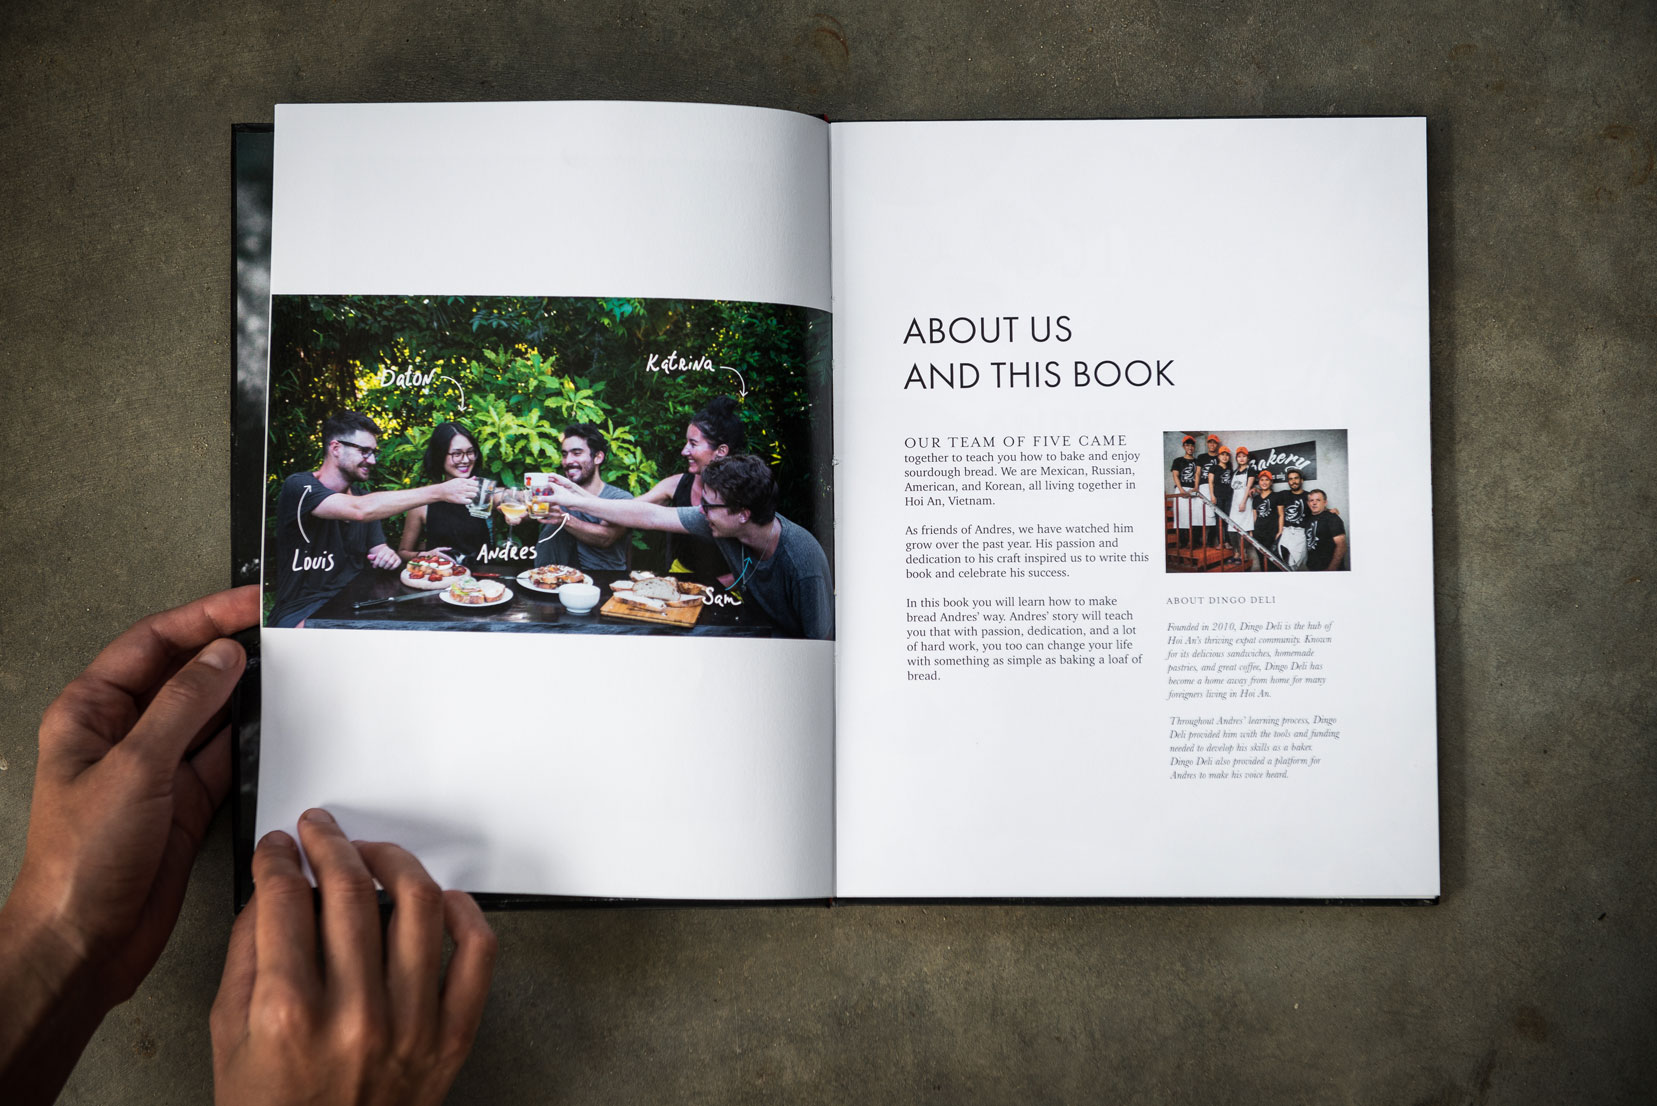 Daton
Katrina
Louis
Andres
Sam
ABOUT US
AND THIS BOOK
OUR TEAM OF FIVE CAME
together to teach you how to bake and enjoy
sourdough bread. We are Mexican, Russian,
American, and Korean, all living together in
Hoi An, Vietnam.
As friends of Andres, we have watched him
grow over the past year. His passion and
dedication to his craft inspired us to write this
book and celebrate his success.
In this book you will learn how to make
bread Andres' way. Andres' story will teach
you that with passion, dedication, and a lot
of hard work, you too can change your life
with something as simple as baking a loaf of
bread.
Bakery
ABOUT DINGO DELI
Founded in 2010, Dingo Deli is the hub of
Hoi An's thriving expat community. Known
for its delicious sandwiches, homemade
pastries, and great coffee, Dingo Deli has
become a home away from home for many
foreigners living in Hoi An.
Throughout Andres' learning process, Dingo
Deli provided him with the tools and funding
needed to develop his skills as a baker.
Dingo Deli also provided a platform for
Andres to make his voice heard.